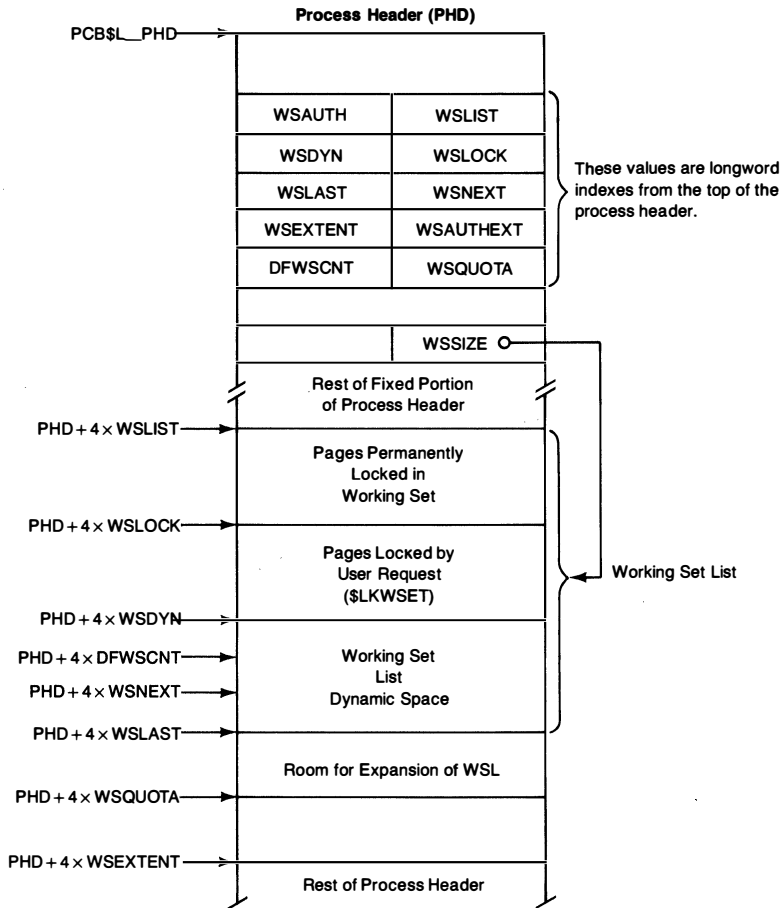 Process Header (PHD)
PCB$L__PHD
WSAUTH WSLIST
WSDYN WSLOCK
WSLAST WSNEXT
WSEXTENT WSAUTHEXT
DFWSCNT WSQUOTA
These values are longword
indexes from the top of the
process header.
WSSIZE
Rest of Fixed Portion
of Process Header
PHD + 4 × WSLIST
Pages Permanently
Locked in
Working Set
PHD + 4 × WSLOCK
Pages Locked by
User Request
($LKWSET)
Working Set List
PHD + 4 × WSDYN
PHD + 4 × DFWSCNT
Working Set
List
Dynamic Space
PHD + 4 × WSNEXT
PHD + 4 × WSLAST
Room for Expansion of WSL
PHD + 4 × WSQUOTA
PHD + 4 × WSEXTENT
Rest of Process Header